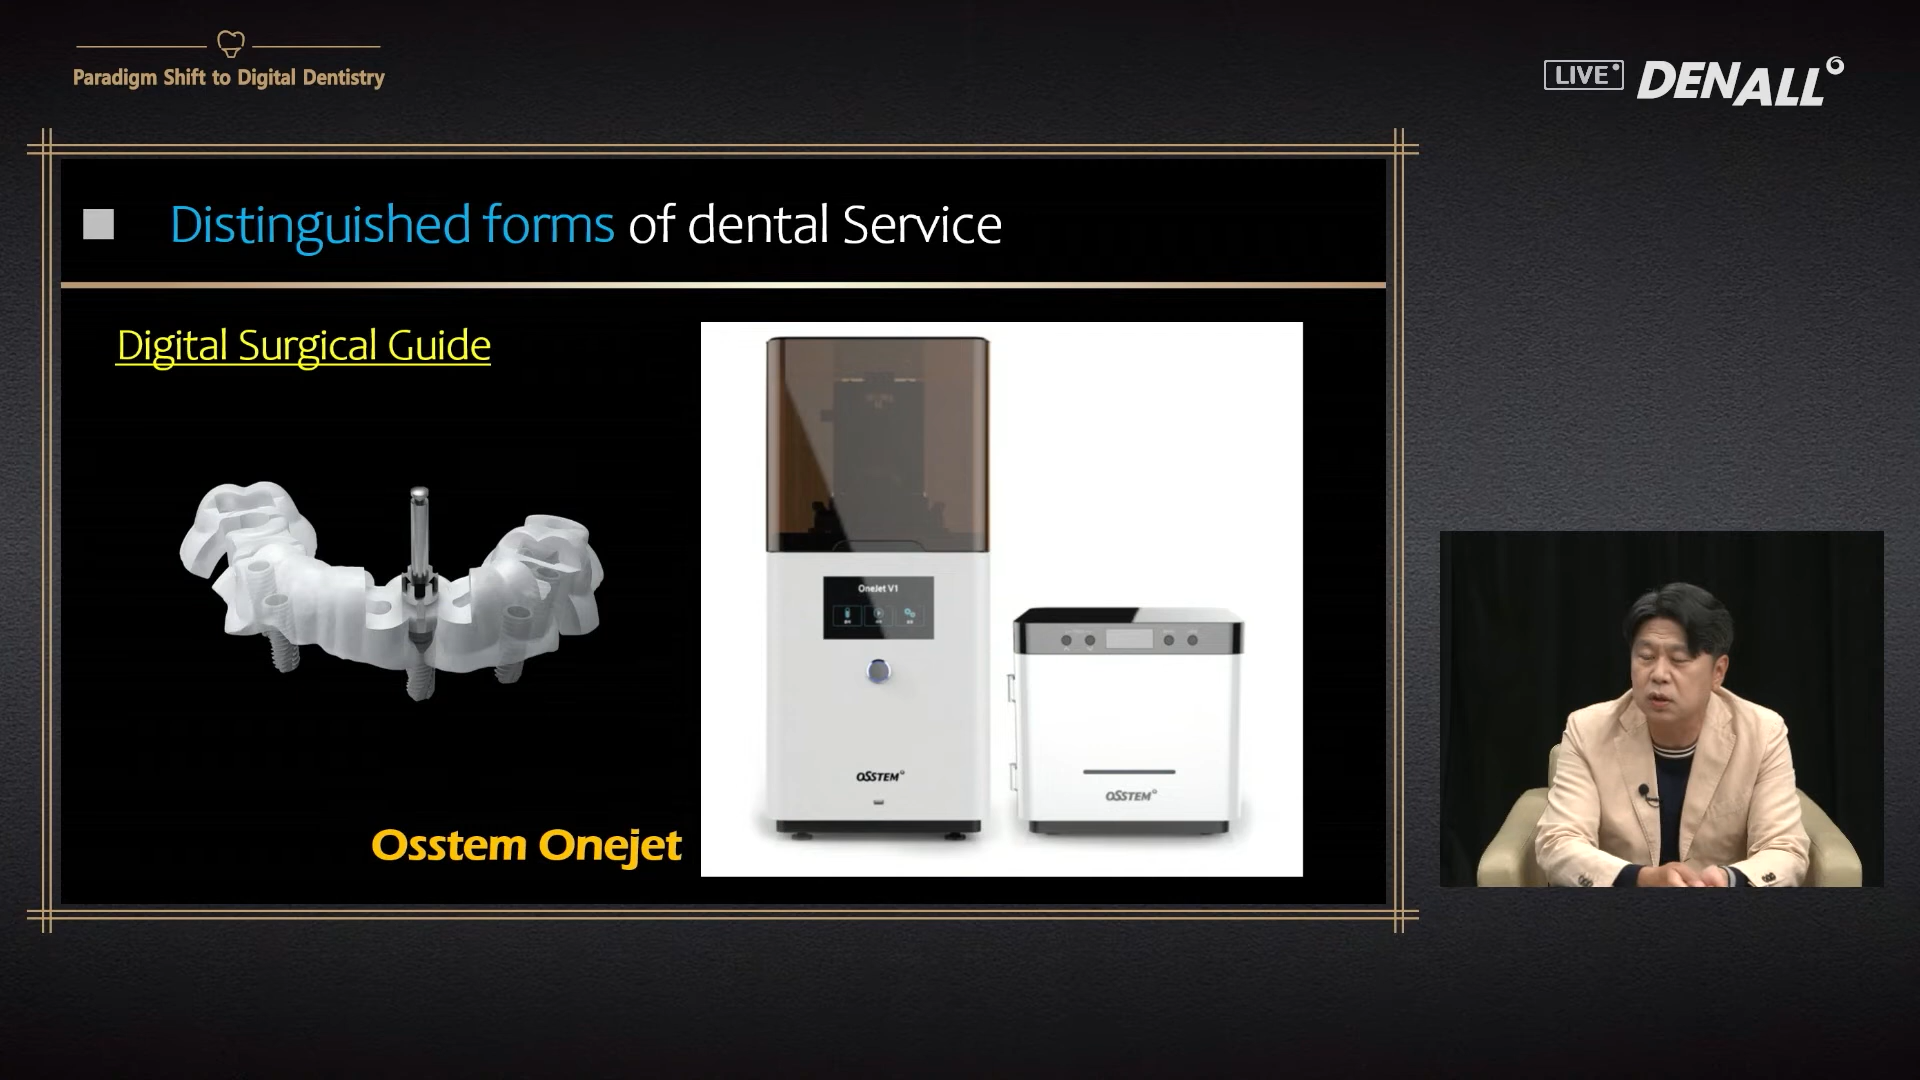 Paradigm Shift to Digital Dentistry
LIVE
DENALL
Distinguished forms of dental Service
Digital Surgical Guide
OneJet V1
OSSTEM
OSSTEM
Osstem Onejet